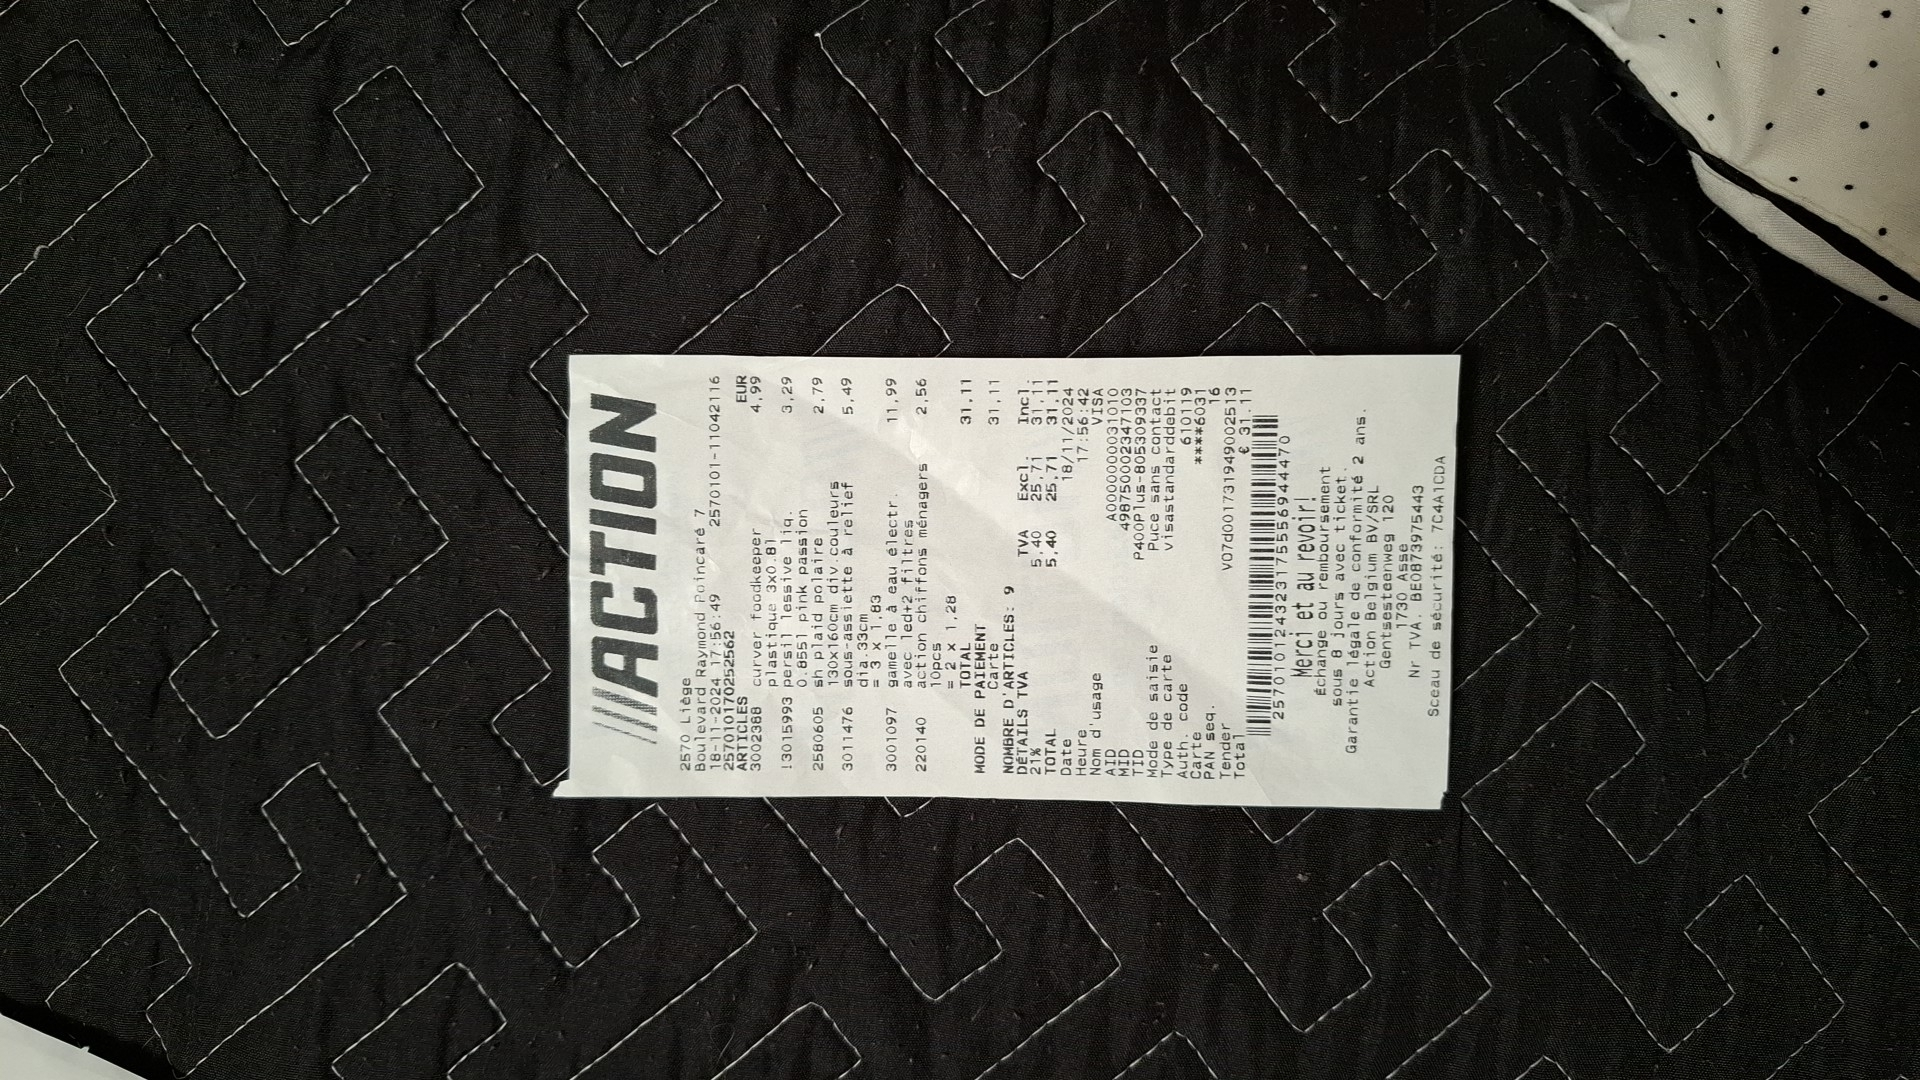 ///ACTION
2570 Liège
Boulevard Raymond Poincaré 7
18-11-2024 17:56:49 2570101-11042116
2570101170252562
ARTICLES EUR
3002388 curver foodkeeper 4,99
plastique 3x0.8l
!3015993 persil lessive liq. 3,29
0.855l pink passion
2580605 sh plaid polaire 2,79
130x160cm div.couleurs
3011476 sous-assiette à relief 5,49
dia.33cm
= 3 x 1,83
3001097 gamelle à eau électr. 11,99
avec led+2 filtres
220140 action chiffons ménagers 2,56
10pcs
= 2 x 1,28
TOTAL 31,11
MODE DE PAIEMENT
Carte 31,11
NOMBRE D'ARTICLES: 9
DÉTAILS TVA TVA Excl. Incl.
21% 5,40 25,71 31,11
TOTAL 5,40 25,71 31,11
Date 18/11/2024
Heure 17:56:42
Nom d'usage VISA
AID A0000000031010
MID 498750002347103
TID P400Plus-805309337
Mode de saisie Puce sans contact
Type de carte visastandarddebit
Auth. code 610119
Carte ****6031
PAN seq. 16
Tender V07d001731949002513
Total € 31.11
2570101243231755569444470
Merci et au revoir!
Échange ou remboursement
sous 8 jours avec ticket.
Garantie légale de conformité 2 ans.
Action Belgium BV/SRL
Gentsesteenweg 120
1730 Asse
Nr TVA. BE0873975443
Sceau de sécurité: 7C4A1CDA